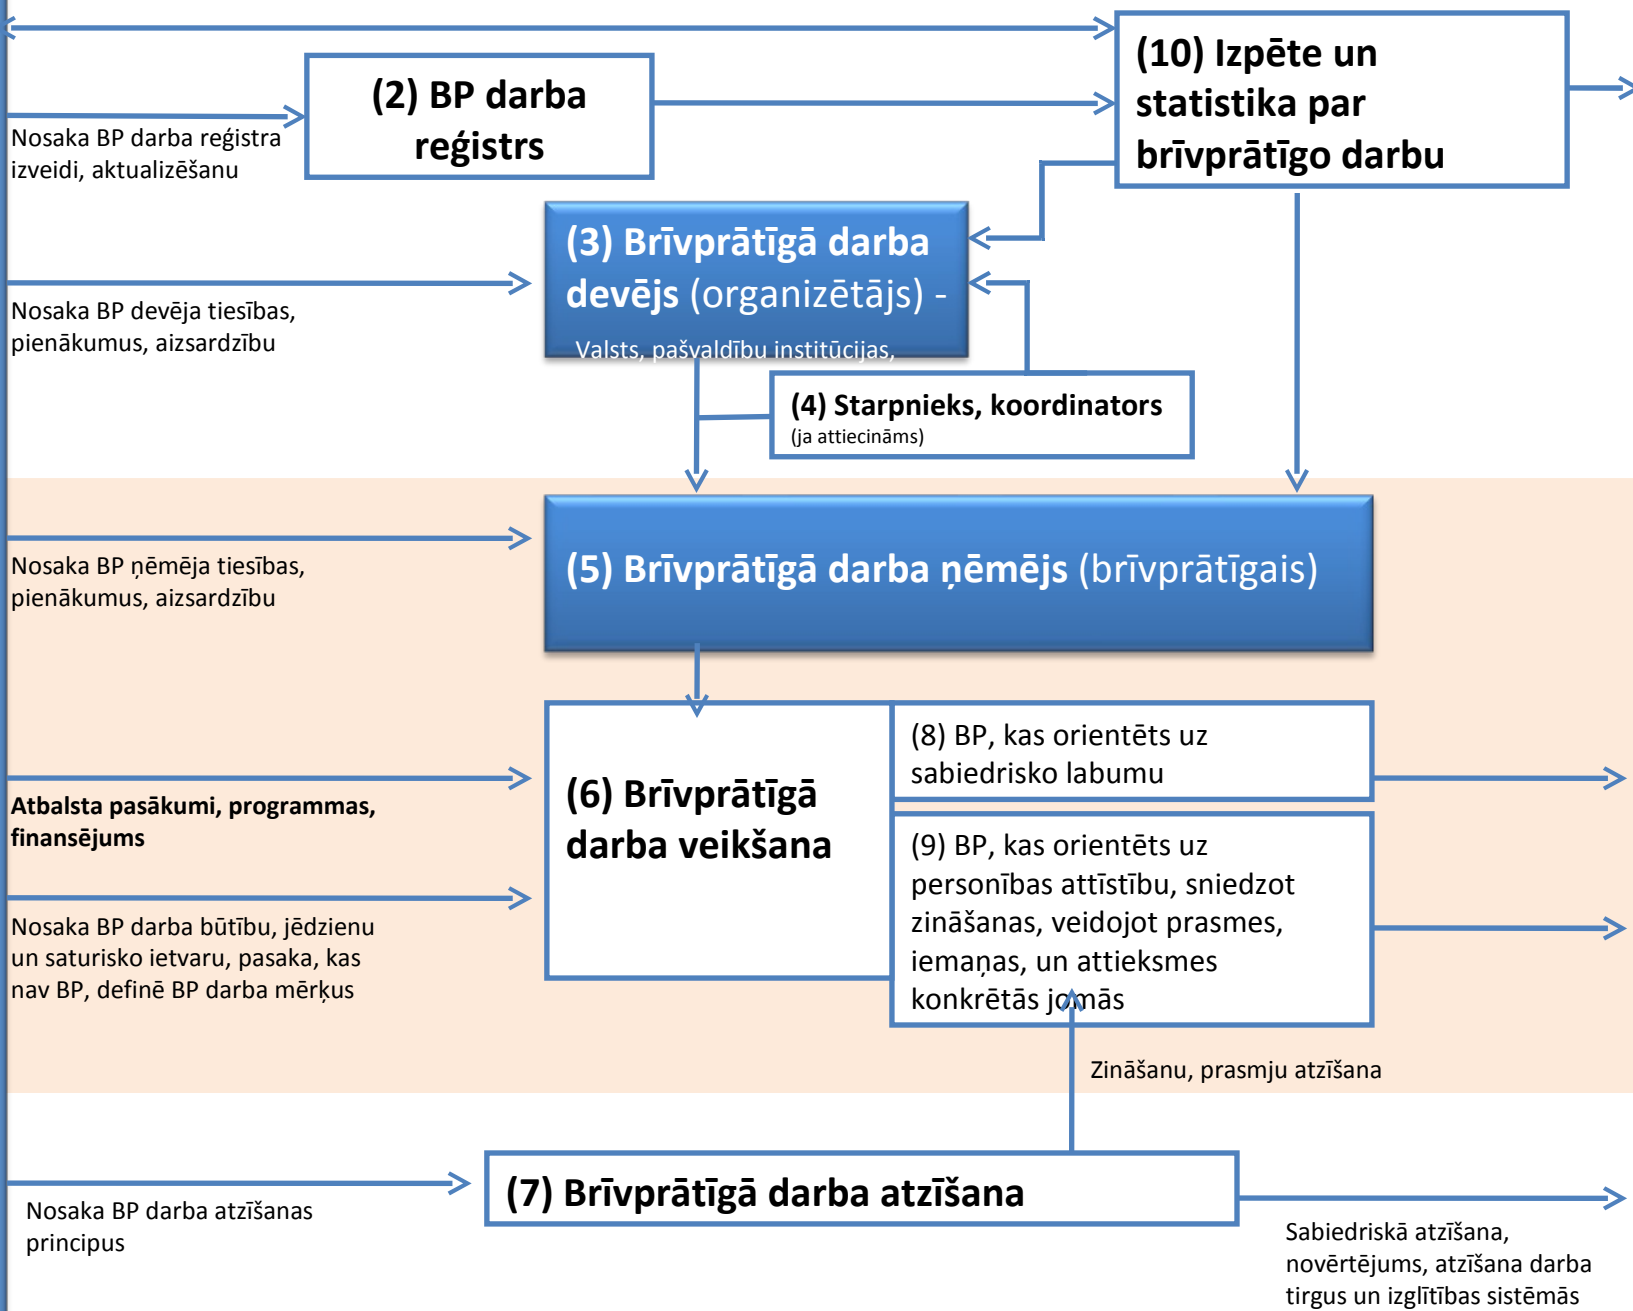 (10) Izpēte un
statistika par
brīvprātīgo darbu
(2) BP darba
reģistrs
Nosaka BP darba reģistra
izveidi, aktualizēšanu
(3) Brīvprātīgā darba
devējs (organizētājs) -
Valsts, pašvaldību institūcijas,
Nosaka BP devēja tiesības,
pienākumus, aizsardzību
(4) Starpnieks, koordinators
(ja attiecināms)
(5) Brīvprātīgā darba ņēmējs (brīvprātīgais)
Nosaka BP ņēmēja tiesības,
pienākumus, aizsardzību
(6) Brīvprātīgā
darba veikšana
(8) BP, kas orientēts uz
sabiedrisko labumu
Atbalsta pasākumi, programmas,
finansējums
(9) BP, kas orientēts uz
personības attīstību, sniedzot
zināšanas, veidojot prasmes,
iemaņas, un attieksmes
konkrētās jomās
Nosaka BP darba būtību, jēdzienu
un saturisko ietvaru, pasaka, kas
nav BP, definē BP darba mērķus
Zināšanu, prasmju atzīšana
(7) Brīvprātīgā darba atzīšana
Nosaka BP darba atzīšanas
principus
Sabiedriskā atzīšana,
novērtējums, atzīšana darba
tirgus un izglītības sistēmās